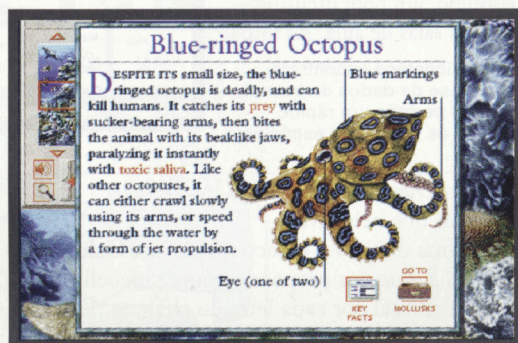 Blue-ringed Octopus
DESPITE ITS small size, the blue-
ringed octopus is deadly, and can
kill humans. It catches its prey with
sucker-bearing arms, then bites
the animal with its beaklike jaws,
paralyzing it instantly
with toxic saliva. Like
other octopuses, it
can either crawl slowly
using its arms, or speed
through the water by
a form of jet propulsion.
Blue markings
Arms
Eye (one of two)
KEY
FACTS
GO TO
MOLLUSKS